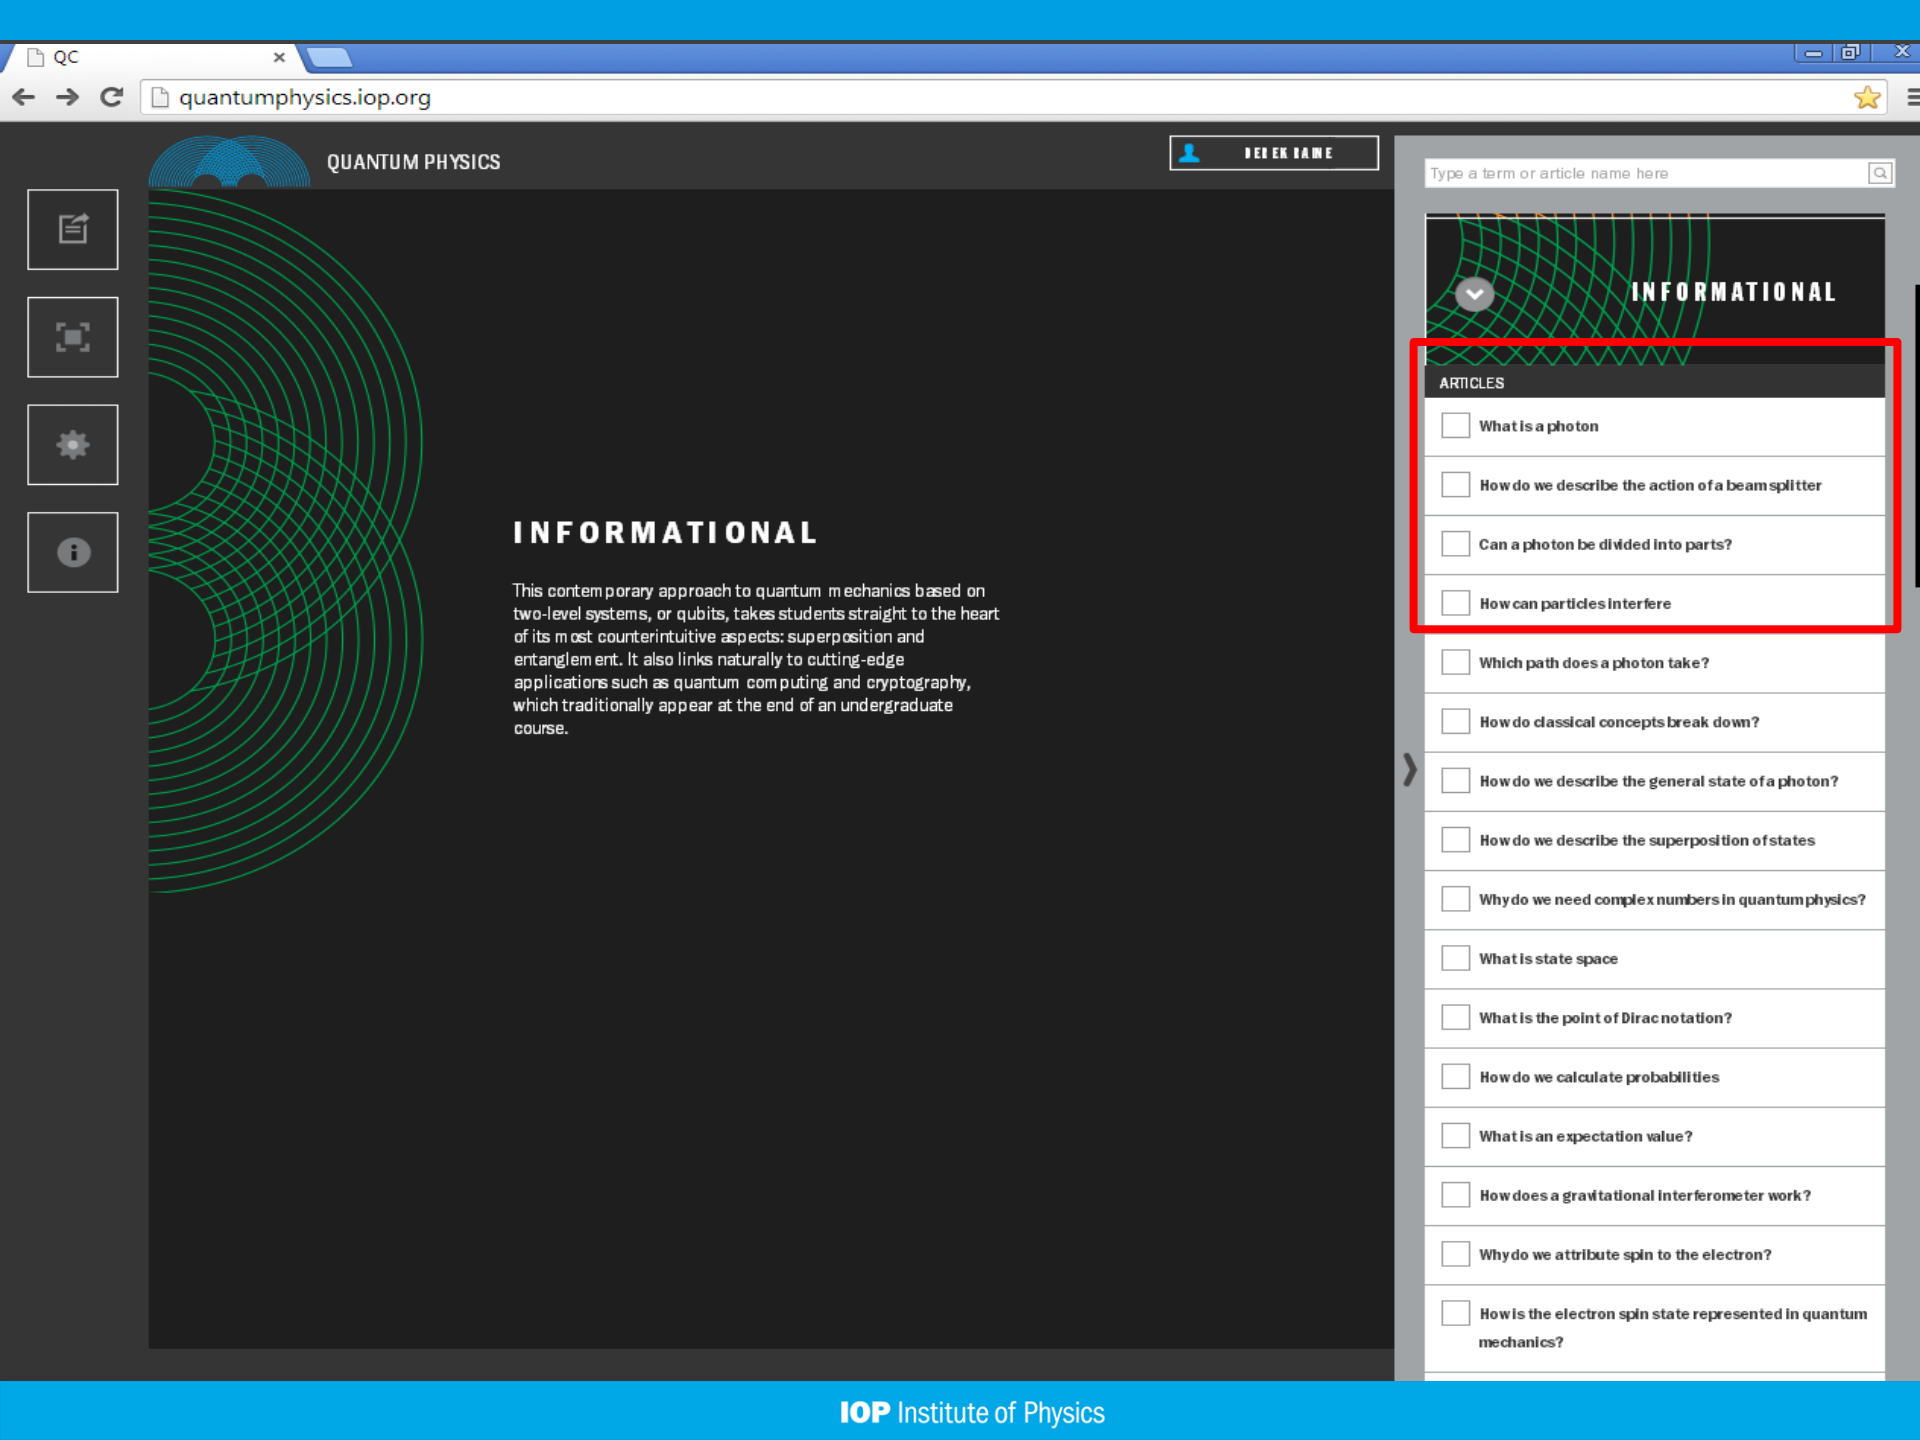 QC
quantumphysics.iop.org
QUANTUM PHYSICS
Type a term or article name here
INFORMATIONAL
ARTICLES
What is a photon
How do we describe the action of a beam splitter
Can a photon be divided into parts?
How can particles interfere
Which path does a photon take?
How do classical concepts break down?
How do we describe the general state of a photon?
How do we describe the superposition of states
Why do we need complex numbers in quantum physics?
What is state space
What is the point of Dirac notation?
How do we calculate probabilities
What is an expectation value?
How does a gravitational interferometer work?
Why do we attribute spin to the electron?
How is the electron spin state represented in quantum
mechanics?
INFORMATIONAL
This contemporary approach to quantum mechanics based on
two-level systems, or qubits, takes students straight to the heart
of its most counterintuitive aspects: superposition and
entanglement. It also links naturally to cutting-edge
applications such as quantum computing and cryptography,
which traditionally appear at the end of an undergraduate
course.
IOP Institute of Physics